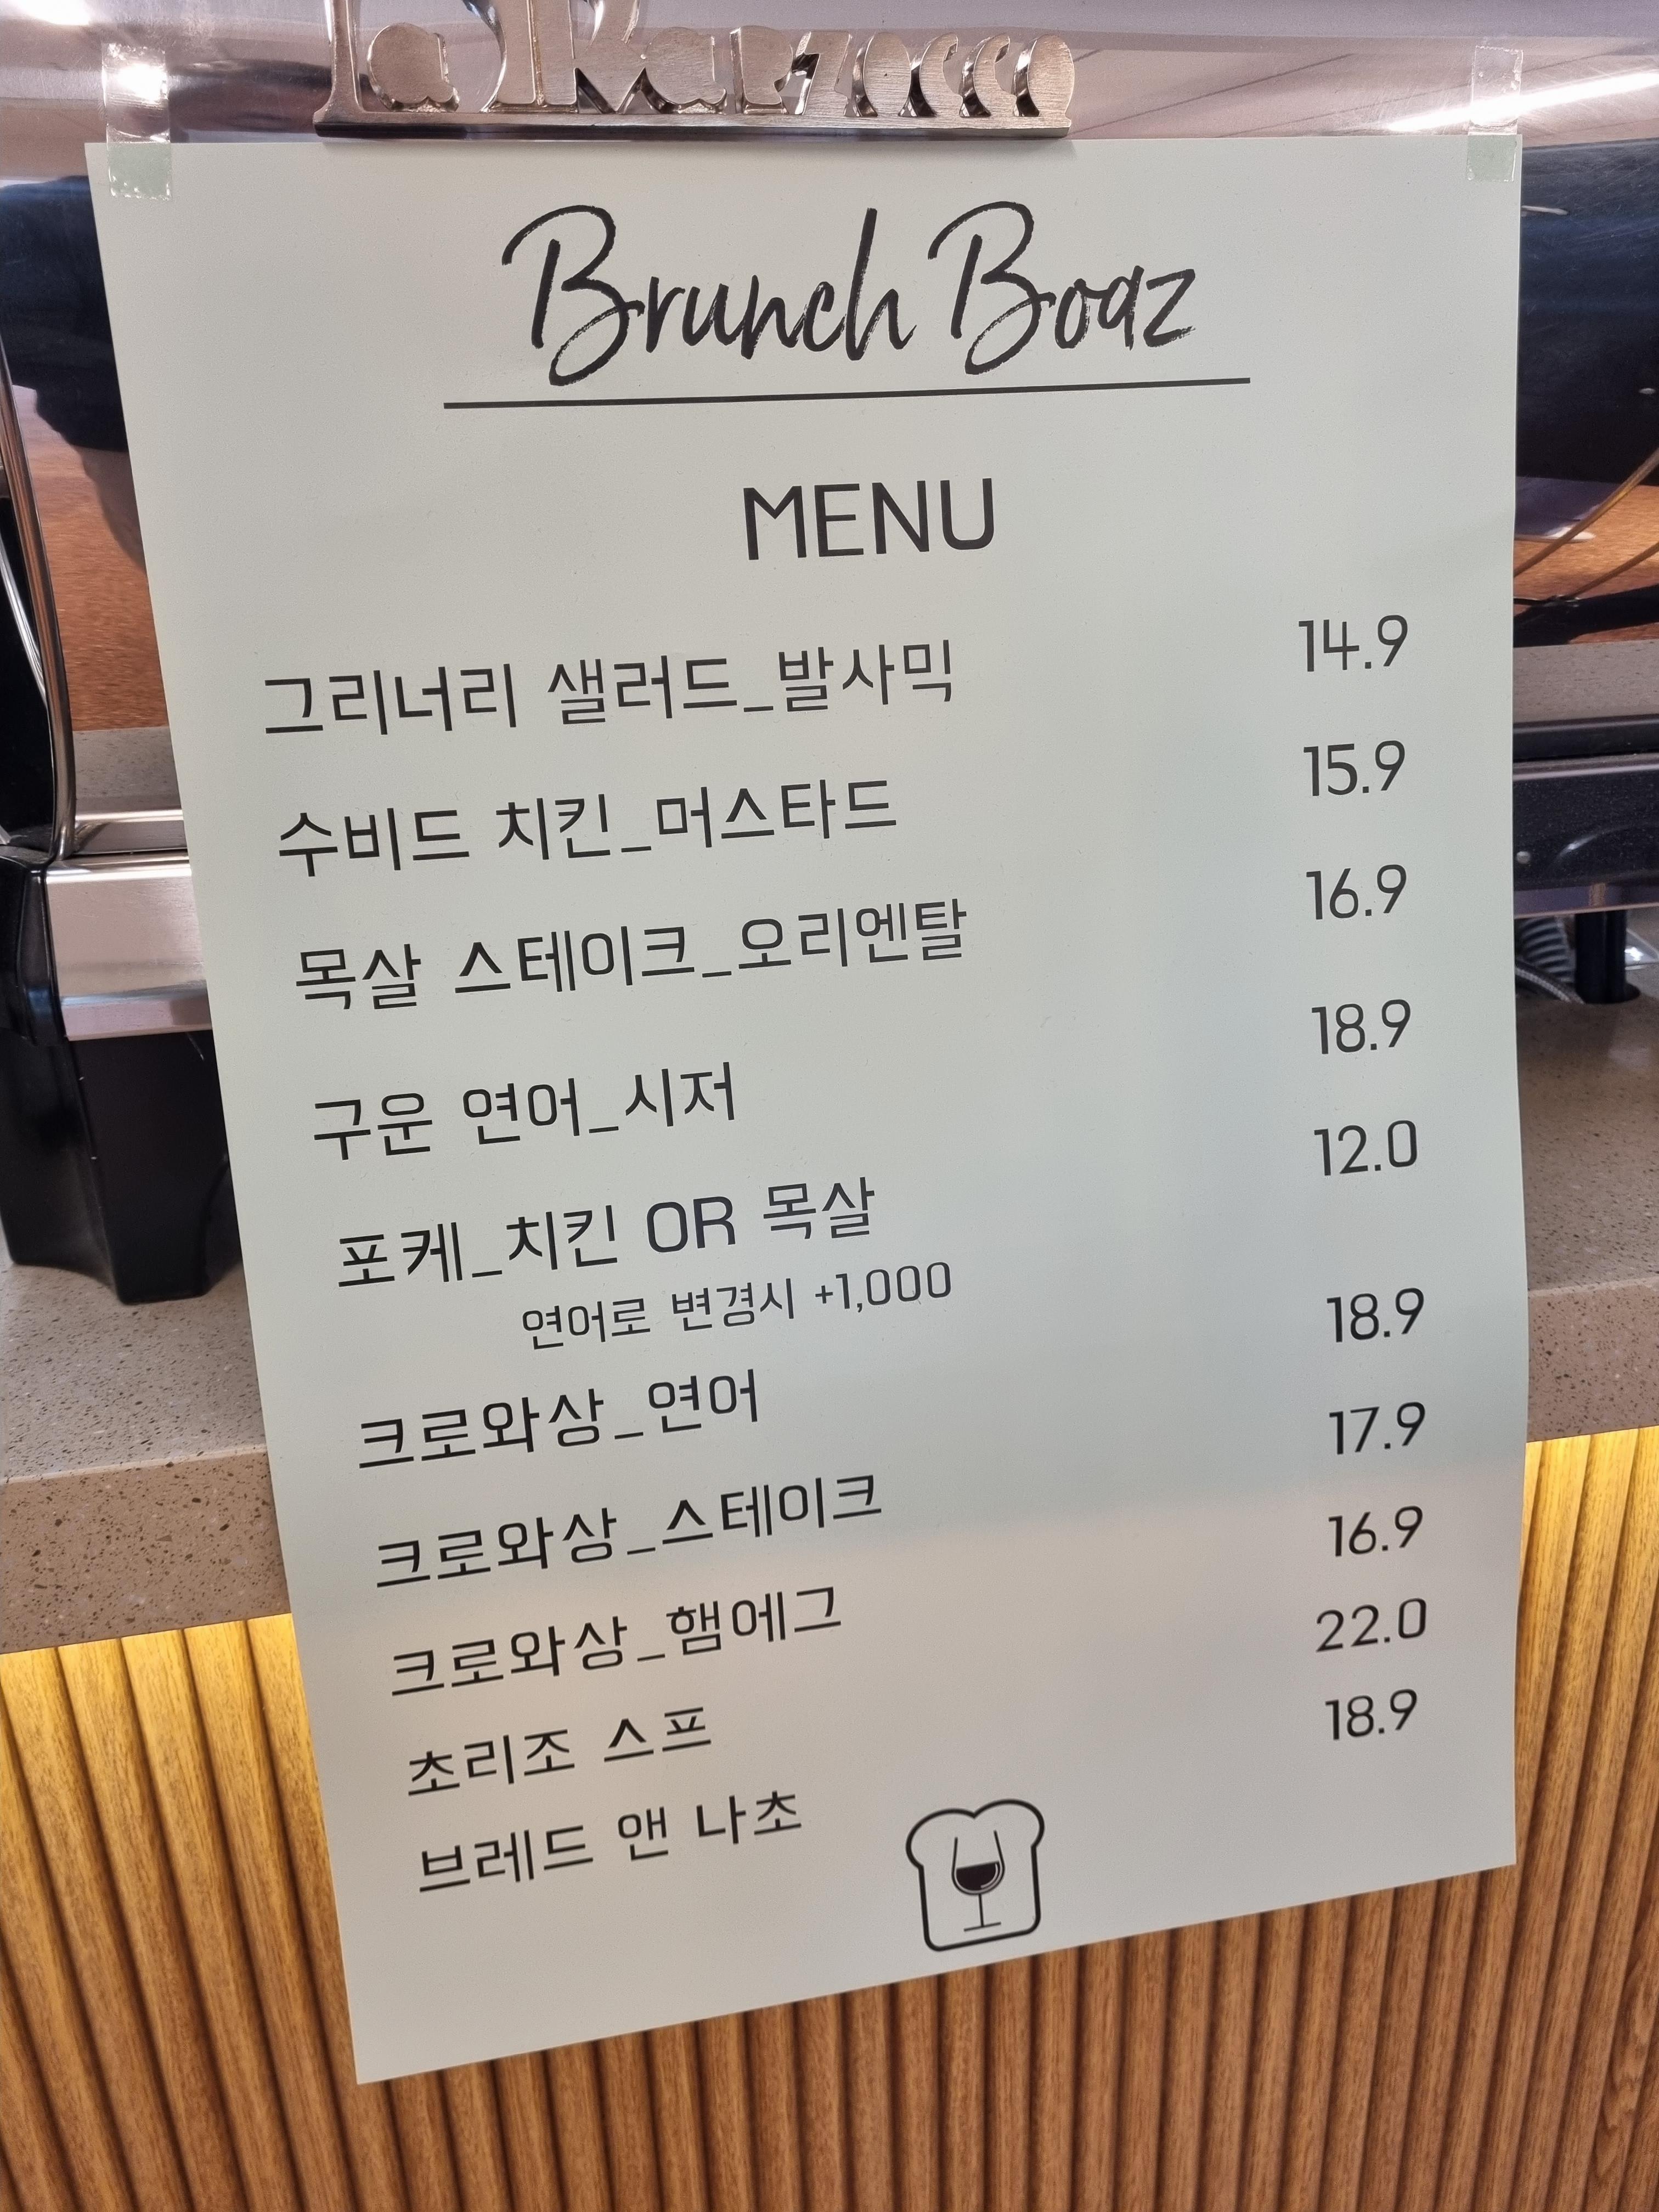 la Marzocco
Brunch Boaz
MENU
그리너리 샐러드_발사믹 14.9
수비드 치킨_머스타드 15.9
목살 스테이크_오리엔탈 16.9
구운 연어_시저 18.9
포케_치킨 OR 목살 12.0
연어로 변경시 +1,000
크로와상_연어 18.9
크로와상_스테이크 17.9
크로와상_햄에그 16.9
초리조 스프 22.0
브레드 앤 나초 18.9